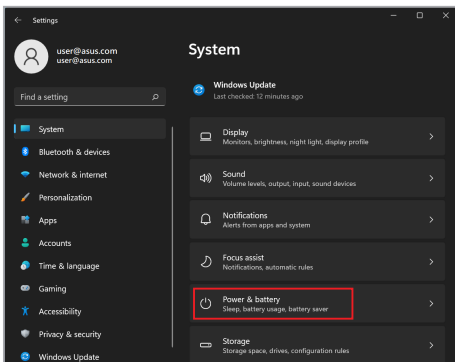 Settings
user@asus.com
user@asus.com
Find a setting
System
Bluetooth & devices
Network & internet
Personalization
Apps
Accounts
Time & language
Gaming
Accessibility
Privacy & security
Windows Update
System
Windows Update
Last checked: 12 minutes ago
Display
Monitors, brightness, night light, display profile
Sound
Volume levels, output, input, sound devices
Notifications
Alerts from apps and system
Focus assist
Notifications, automatic rules
Power & battery
Sleep, battery usage, battery saver
Storage
Storage space, drives, configuration rules